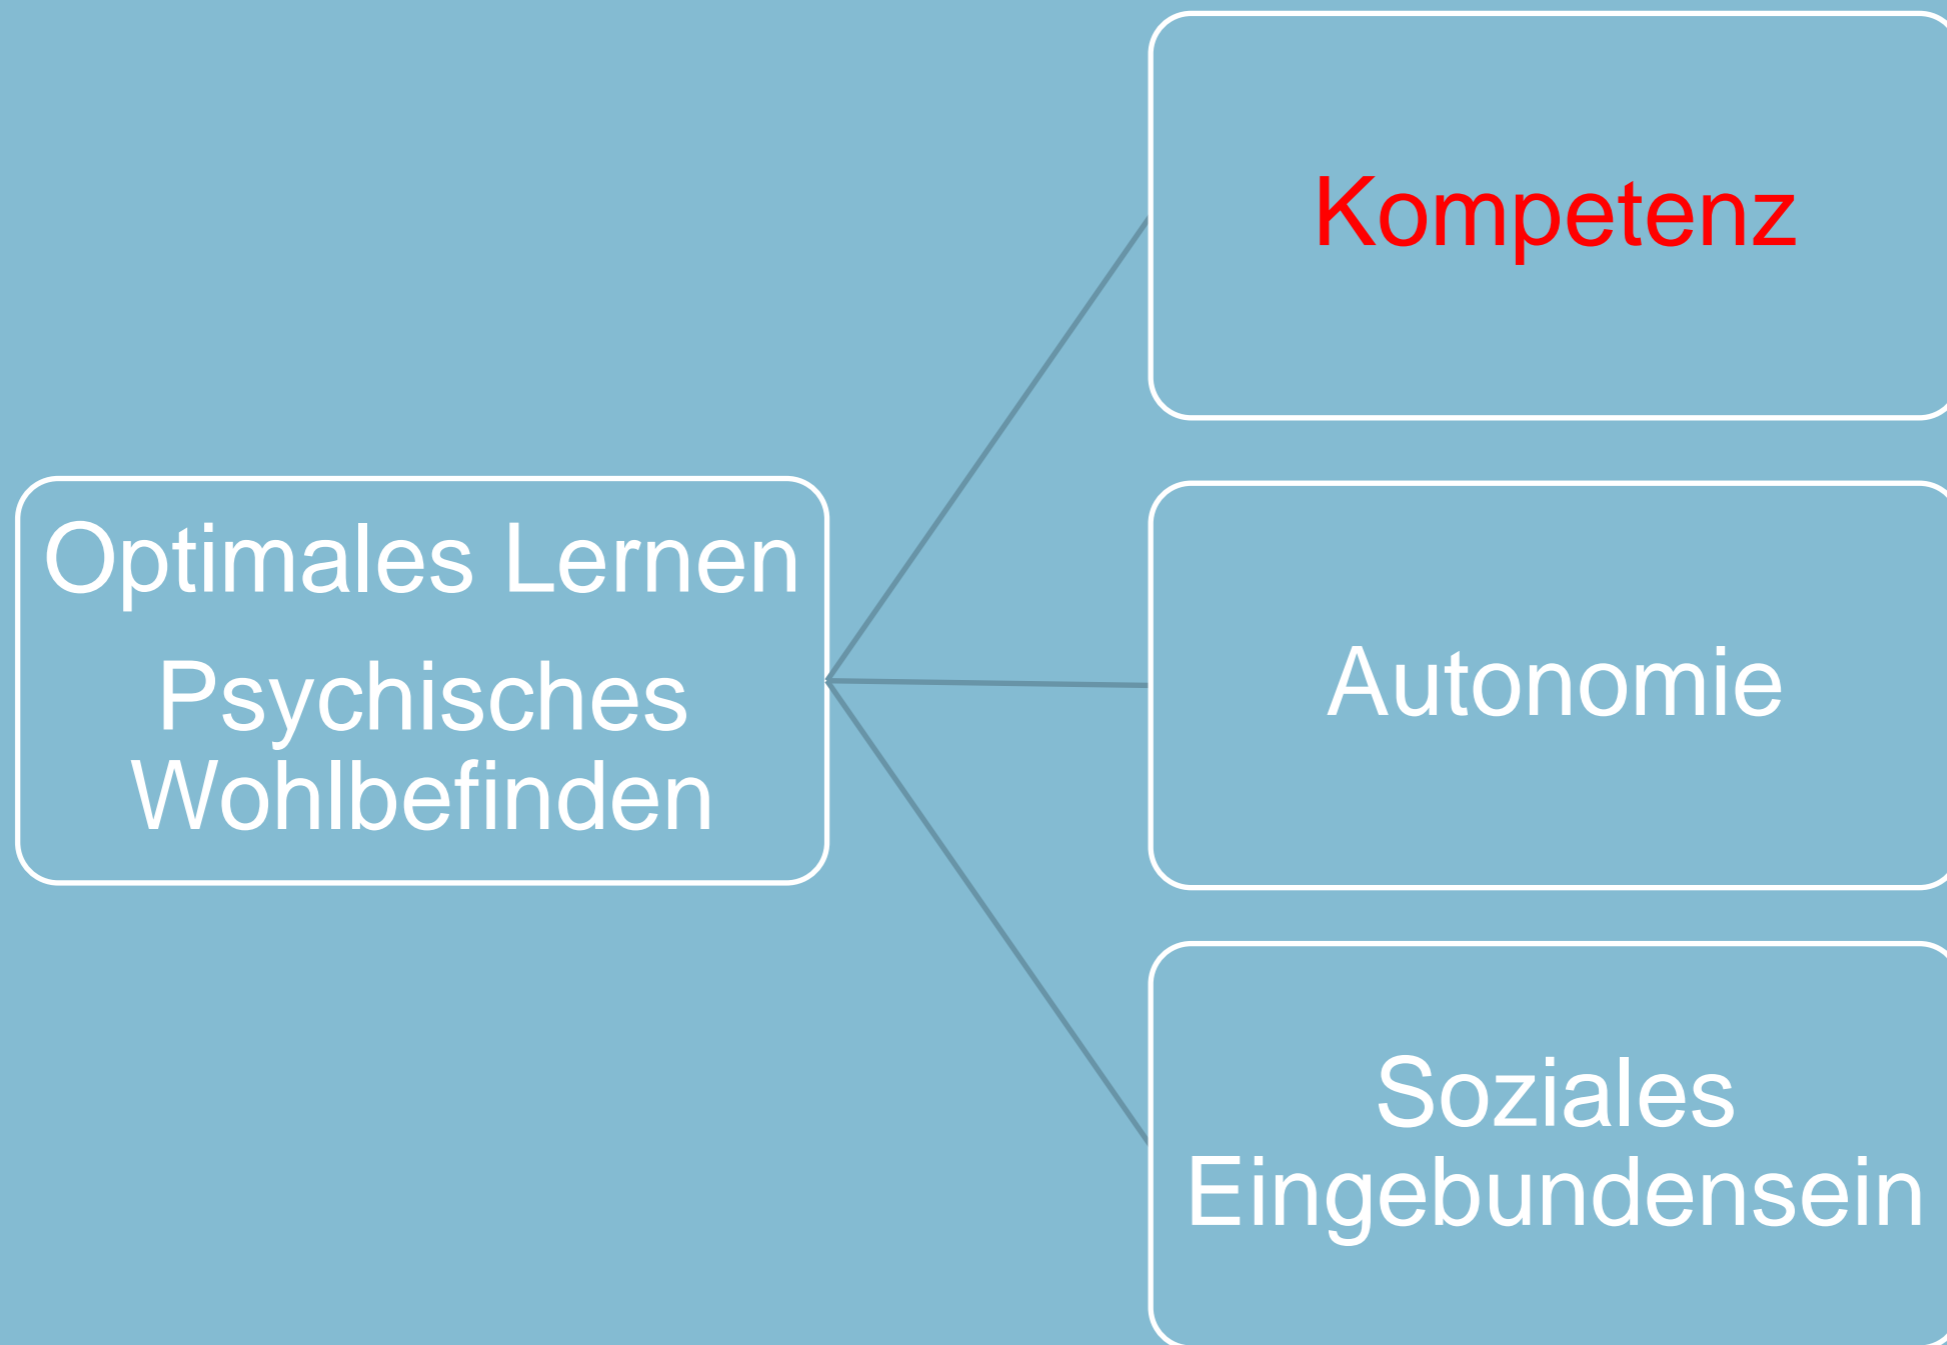 Optimales Lernen
Psychisches
Wohlbefinden
Kompetenz
Autonomie
Soziales
Eingebundensein